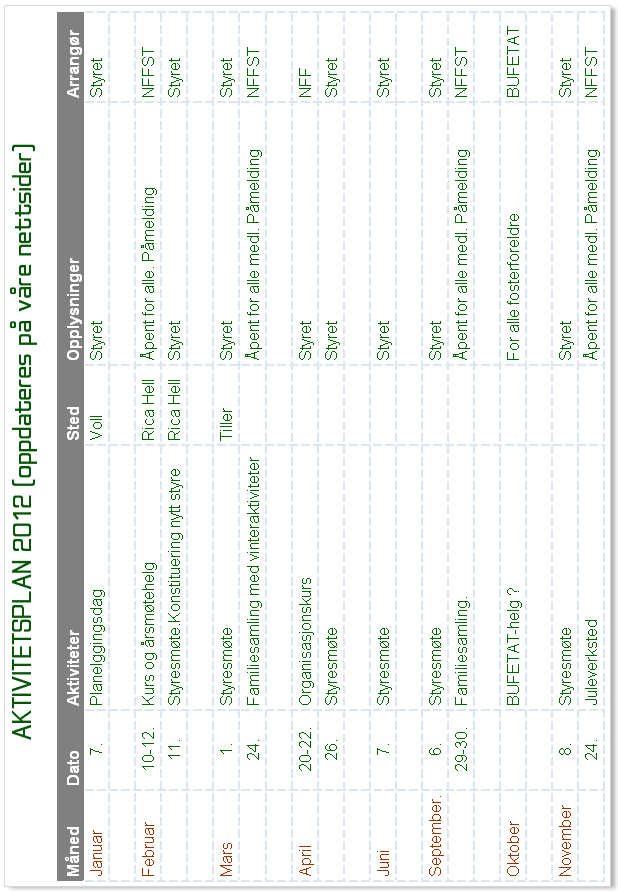 AKTIVITETSPLAN 2012 (oppdateres på våre nettsider)
Måned Dato Aktiviteter Sted Opplysninger Arrangør
Januar 7. Planelggingsdag Voll Styret Styret
Februar 10-12. Kurs og årsmøtehelg Rica Hell Åpent for alle. Påmelding NFFST
11. Styresmøte.Konstituering nytt styre Rica Hell Styret Styret
Mars 1. Styresmøte Tiller Styret Styret
24. Familiesamling med vinteraktiviteter Åpent for alle medl. Påmelding NFFST
April 20-22. Organisasjonskurs Styret NFF
26. Styresmøte Styret Styret
Juni 7. Styresmøte Styret Styret
September. 6. Styresmøte Styret Styret
29-30. Familiesamling. Åpent for alle medl. Påmelding NFFST
Oktober BUFETAT-helg ? For alle fosterforeldre BUFETAT
November 8. Styresmøte Styret Styret
24. Juleverksted Åpent for alle medl. Påmelding NFFST